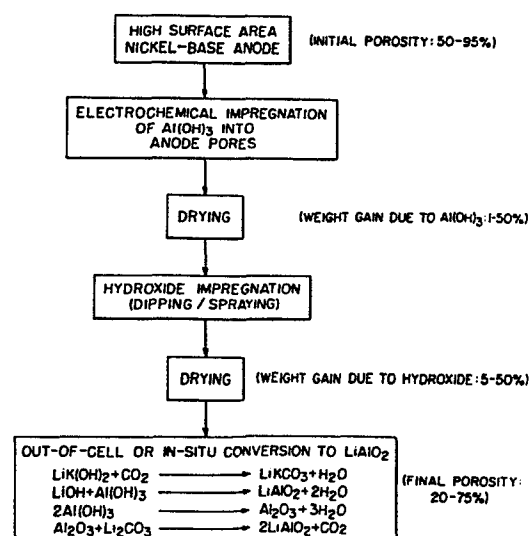 HIGH SURFACE AREA
NICKEL-BASE ANODE
(INITIAL POROSITY: 50-95%)
ELECTROCHEMICAL IMPREGNATION
OF Al(OH)3 INTO
ANODE PORES
DRYING
(WEIGHT GAIN DUE TO Al(OH)3:1-50%)
HYDROXIDE IMPREGNATION
(DIPPING / SPRAYING)
DRYING
(WEIGHT GAIN DUE TO HYDROXIDE: 5-50%)
OUT-OF-CELL OR IN-SITU CONVERSION TO LiAlO2
LiK(OH)2+CO2 → LiKCO3+H2O
LiOH+Al(OH)3 → LiAlO2+2H2O
2Al(OH)3 → Al2O3+3H2O
Al2O3+Li2CO3 → 2LiAlO2+CO2
(FINAL POROSITY:
20-75%)